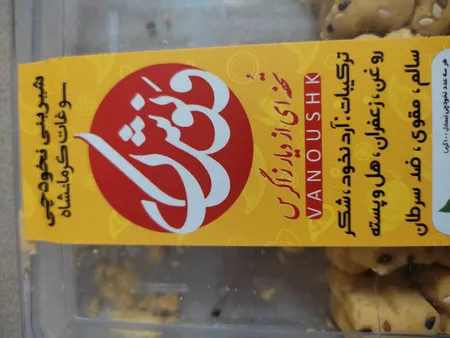 شیرینی نخودچی
سوغات کرمانشاه
ونوشک
تحفه ای از دیار زاگرس
VANOUSHK
ترکیبات: آرد نخود، شکر
روغن، زعفران، هل و پسته
سالم، مقوی، ضد سرطان